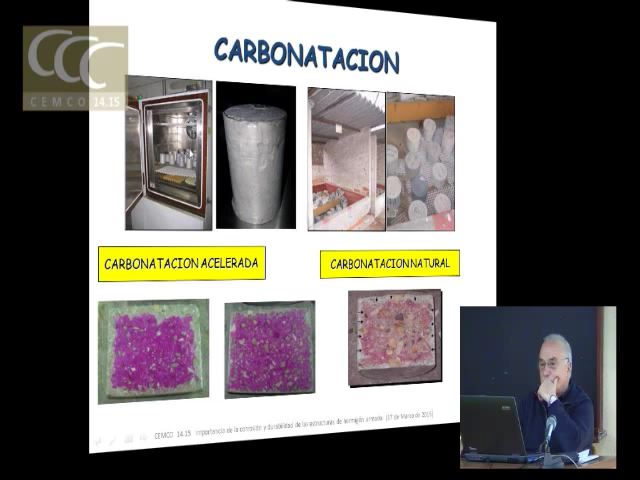 CCC
CEMCO 14.15
CARBONATACION
CARBONATACION ACELERADA
CARBONATACION NATURAL
CEMCO 14.15 Importancia de la corrosión y durabilidad de las estructuras de hormigón armado (17 de Marzo de 2015)